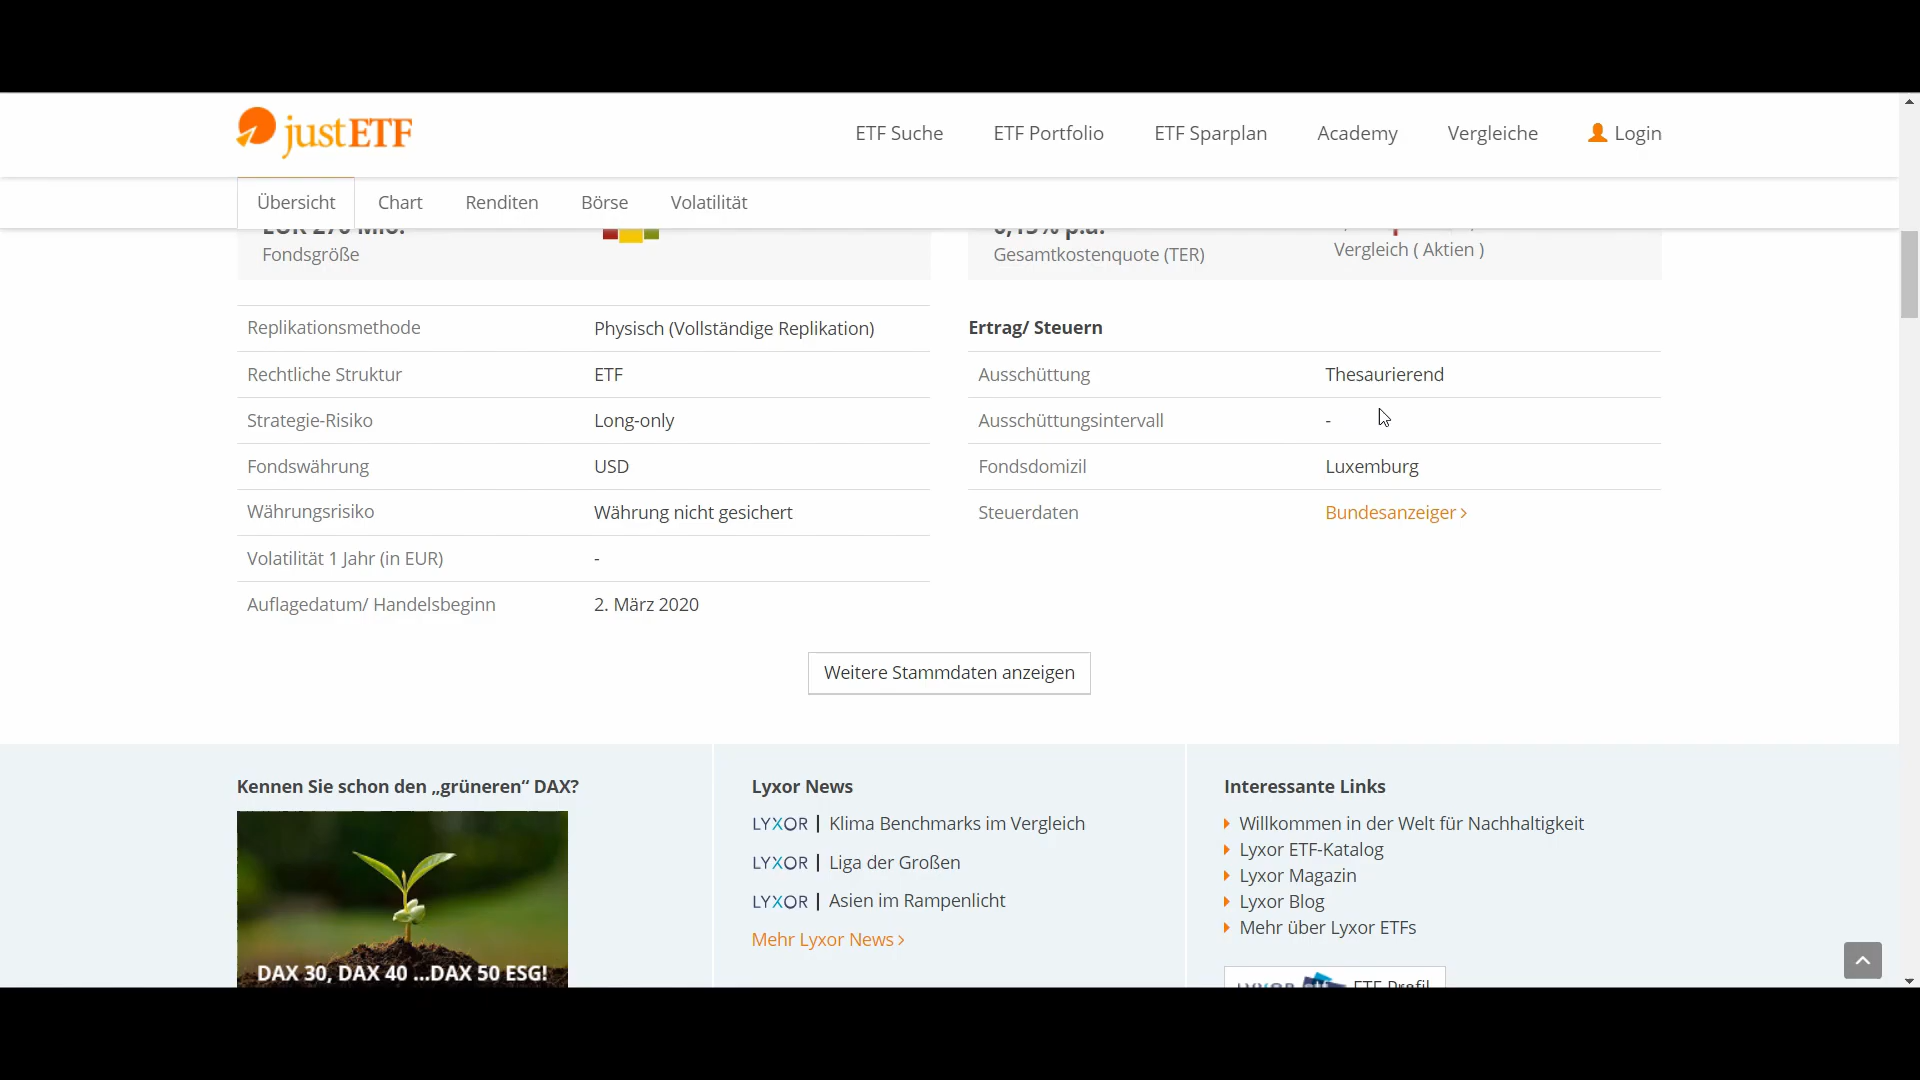 justETF
ETF Suche ETF Portfolio ETF Sparplan Academy Vergleiche Login
Übersicht Chart Renditen Börse Volatilität
Fondsgröße
Gesamtkostenquote (TER)
Vergleich ( Aktien )
Replikationsmethode Physisch (Vollständige Replikation)
Rechtliche Struktur ETF
Strategie-Risiko Long-only
Fondswährung USD
Währungsrisiko Währung nicht gesichert
Volatilität 1 Jahr (in EUR) -
Auflagedatum/ Handelsbeginn 2. März 2020
Ertrag/ Steuern
Ausschüttung Thesaurierend
Ausschüttungsintervall -
Fondsdomizil Luxemburg
Steuerdaten Bundesanzeiger >
Weitere Stammdaten anzeigen
Kennen Sie schon den „grüneren“ DAX?
DAX 30, DAX 40 ...DAX 50 ESG!
Lyxor News
LYXOR | Klima Benchmarks im Vergleich
LYXOR | Liga der Großen
LYXOR | Asien im Rampenlicht
Mehr Lyxor News >
Interessante Links
Willkommen in der Welt für Nachhaltigkeit
Lyxor ETF-Katalog
Lyxor Magazin
Lyxor Blog
Mehr über Lyxor ETFs
ETF Profil